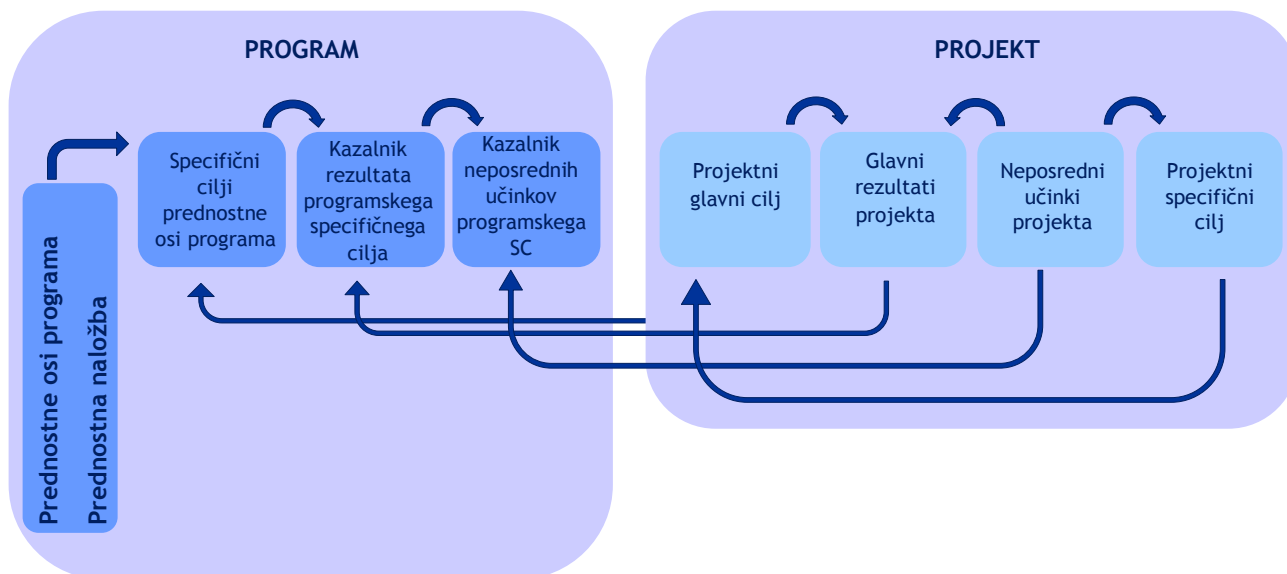 PROGRAM
PROJEKT
Prednostne osi programa
Prednostna naložba
Specifični
cilji
prednostne
osi programa
Kazalnik
rezultata
programskega
specifičnega
cilja
Kazalnik
neposrednih
učinkov
programskega
SC
Projektni
glavni cilj
Glavni
rezultati
projekta
Neposredni
učinki
projekta
Projektni
specifični
cilj